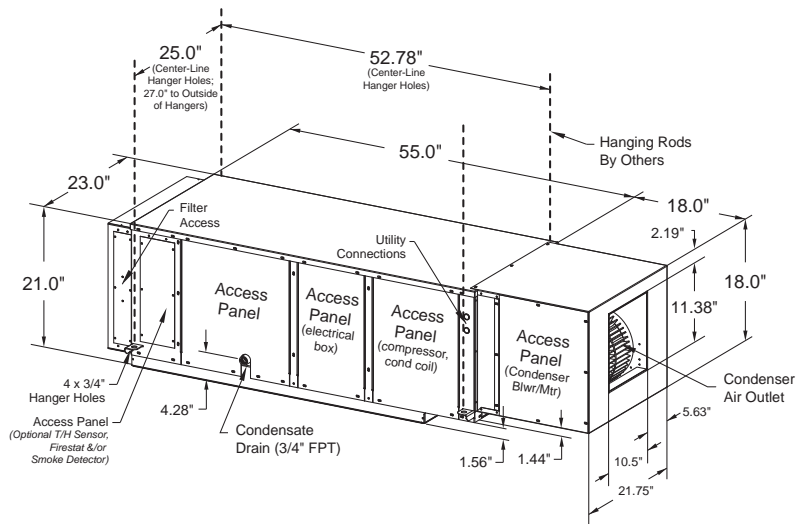 25.0"
(Center-Line
Hanger Holes;
27.0" to Outside
of Hangers)
52.78"
(Center-Line
Hanger Holes)
Hanging Rods
By Others
55.0"
23.0"
18.0"
Filter
Access
Utility
Connections
2.19"
21.0"
18.0"
11.38"
Access
Panel
Access
Panel
(electrical
box)
Access
Panel
(compressor,
cond coil)
Access
Panel
(Condenser
Blwr/Mtr)
4 x 3/4"
Hanger Holes
Condenser
Air Outlet
4.28"
Access Panel
(Optional T/H Sensor,
Firestat &/or
Smoke Detector)
Condensate
Drain (3/4" FPT)
5.63"
1.56"
1.44"
10.5"
21.75"